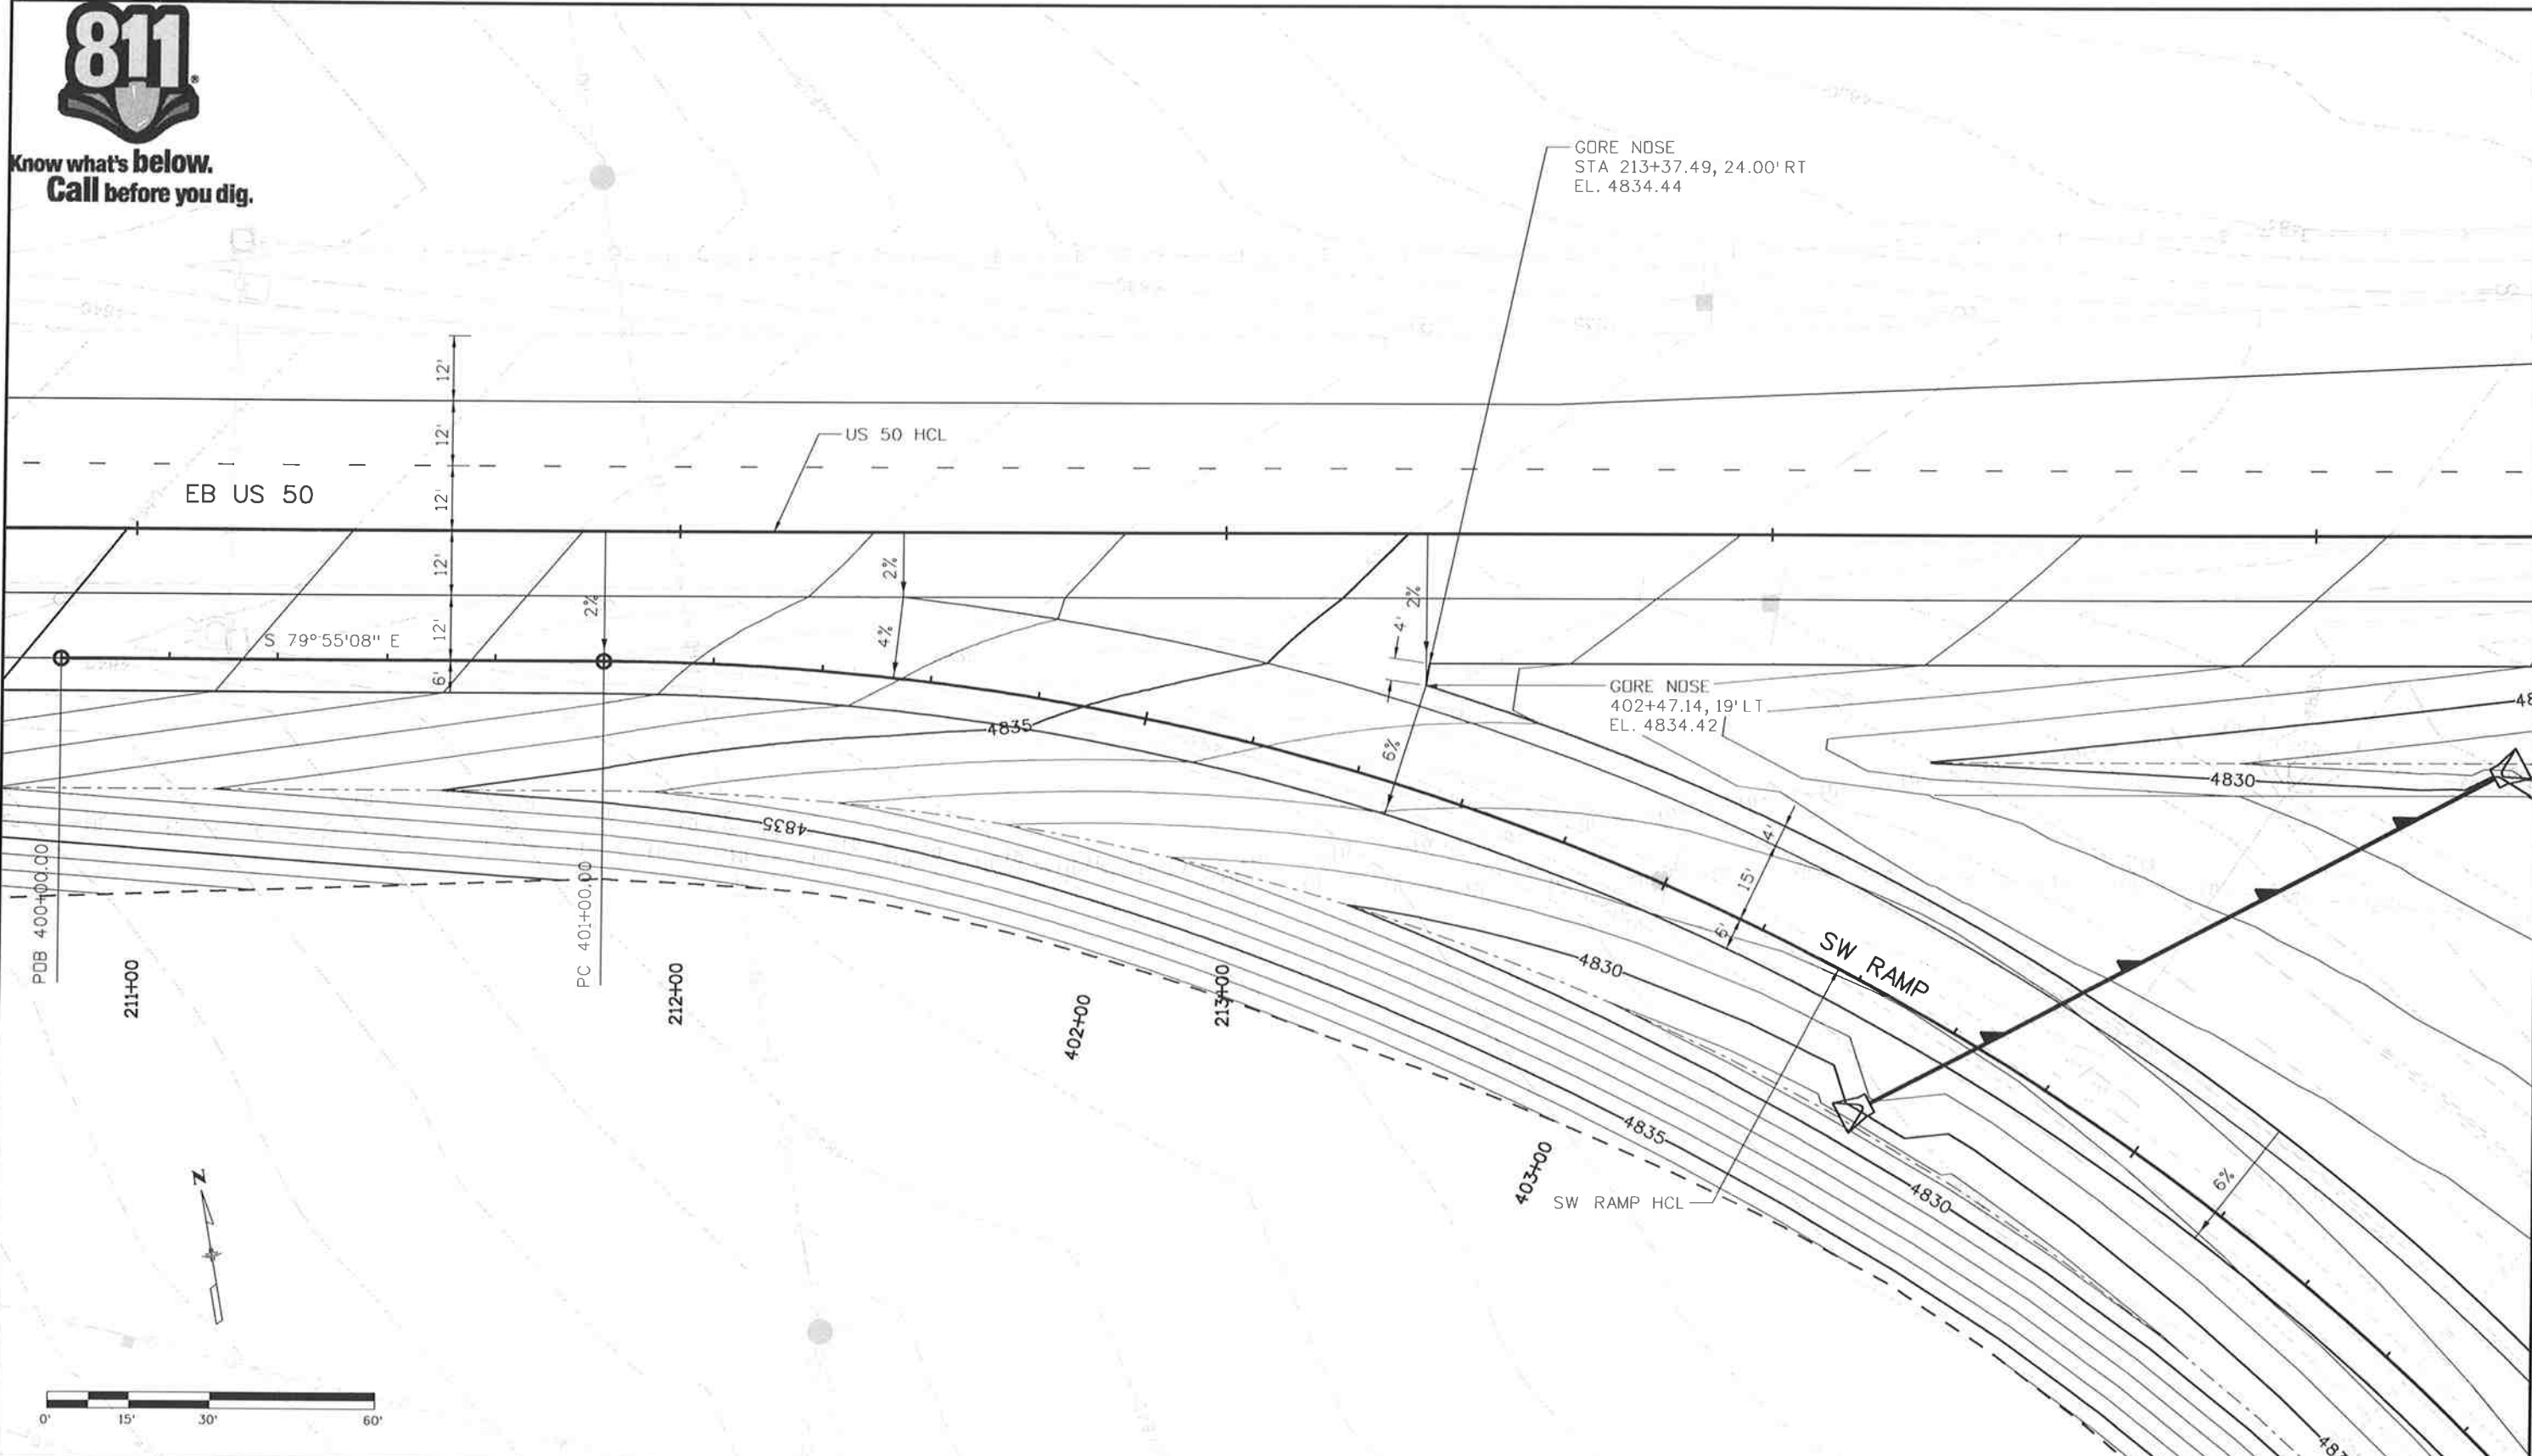 811®
Know what's below.
Call before you dig.
GORE NOSE
STA 213+37.49, 24.00' RT
EL. 4834.44
12'
12'
US 50 HCL
EB US 50
12'
12'
2%
2%
2%
4%
4'
S 79°55'08" E
12'
6'
GORE NOSE
402+47.14, 19' LT
EL. 4834.42
4835
6%
4830
4835
4'
15'
6'
POB 400+00.00
PC 401+00.00
SW RAMP
4830
211+00
212+00
402+00
213+00
4835
403+00
SW RAMP HCL
4830
6%
N
0'
15'
30'
60'